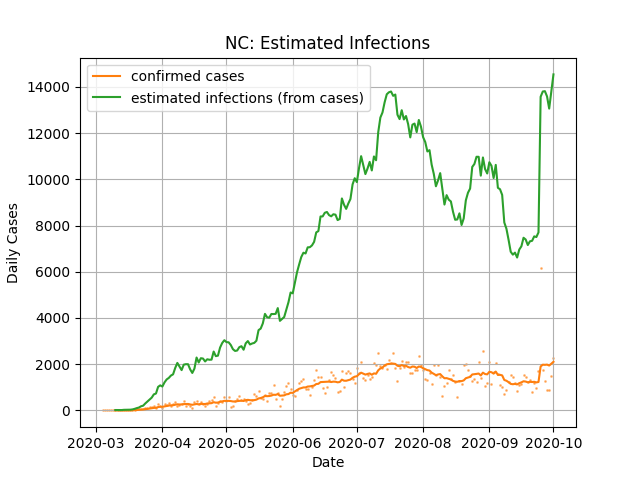 NC: Estimated Infections
confirmed cases
estimated infections (from cases)
Daily Cases
14000
12000
10000
8000
6000
4000
2000
0
2020-03 2020-04 2020-05 2020-06 2020-07 2020-08 2020-09 2020-10
Date